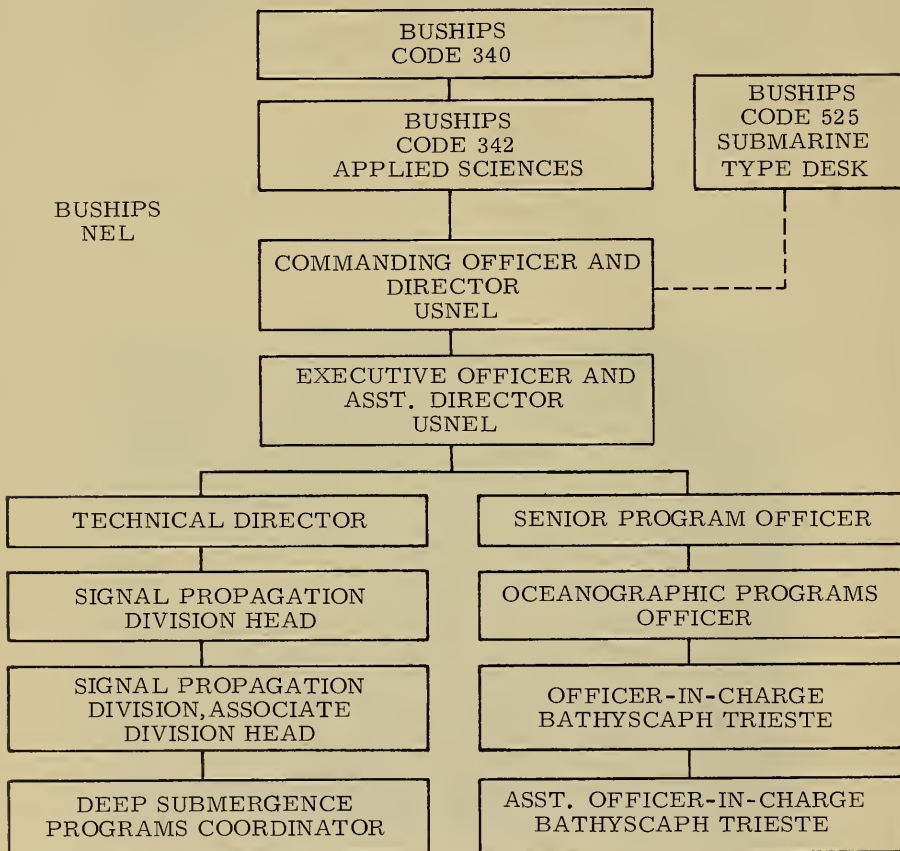 BUSHIPS
CODE 340
BUSHIPS
CODE 342
APPLIED SCIENCES
BUSHIPS
CODE 525
SUBMARINE
TYPE DESK
BUSHIPS
NEL
COMMANDING OFFICER AND
DIRECTOR
USNEL
EXECUTIVE OFFICER AND
ASST. DIRECTOR
USNEL
TECHNICAL DIRECTOR
SENIOR PROGRAM OFFICER
SIGNAL PROPAGATION
DIVISION HEAD
OCEANOGRAPHIC PROGRAMS
OFFICER
SIGNAL PROPAGATION
DIVISION, ASSOCIATE
DIVISION HEAD
OFFICER-IN-CHARGE
BATHYSCAPH TRIESTE
DEEP SUBMERGENCE
PROGRAMS COORDINATOR
ASST. OFFICER-IN-CHARGE
BATHYSCAPH TRIESTE